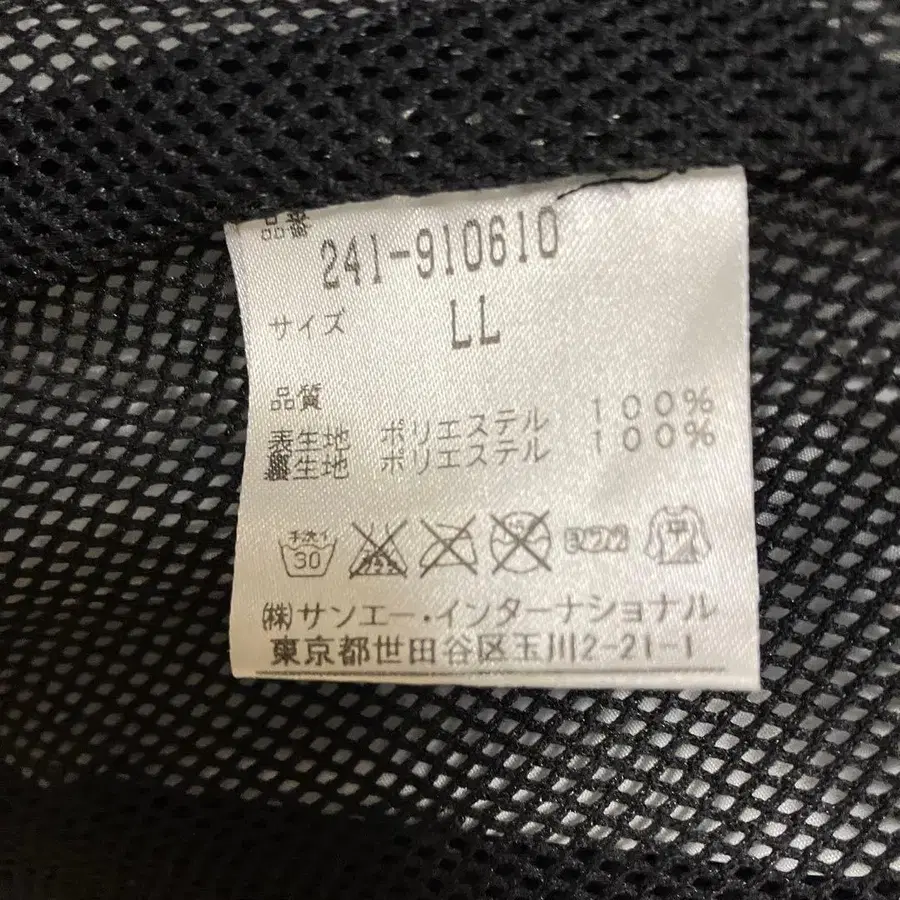 品番
241-910610
サイズ LL
品質
表生地 ポリエステル 100%
裏生地 ポリエステル 100%
手洗イ
30
㈱サンエー・インターナショナル
東京都世田谷区玉川2-21-1